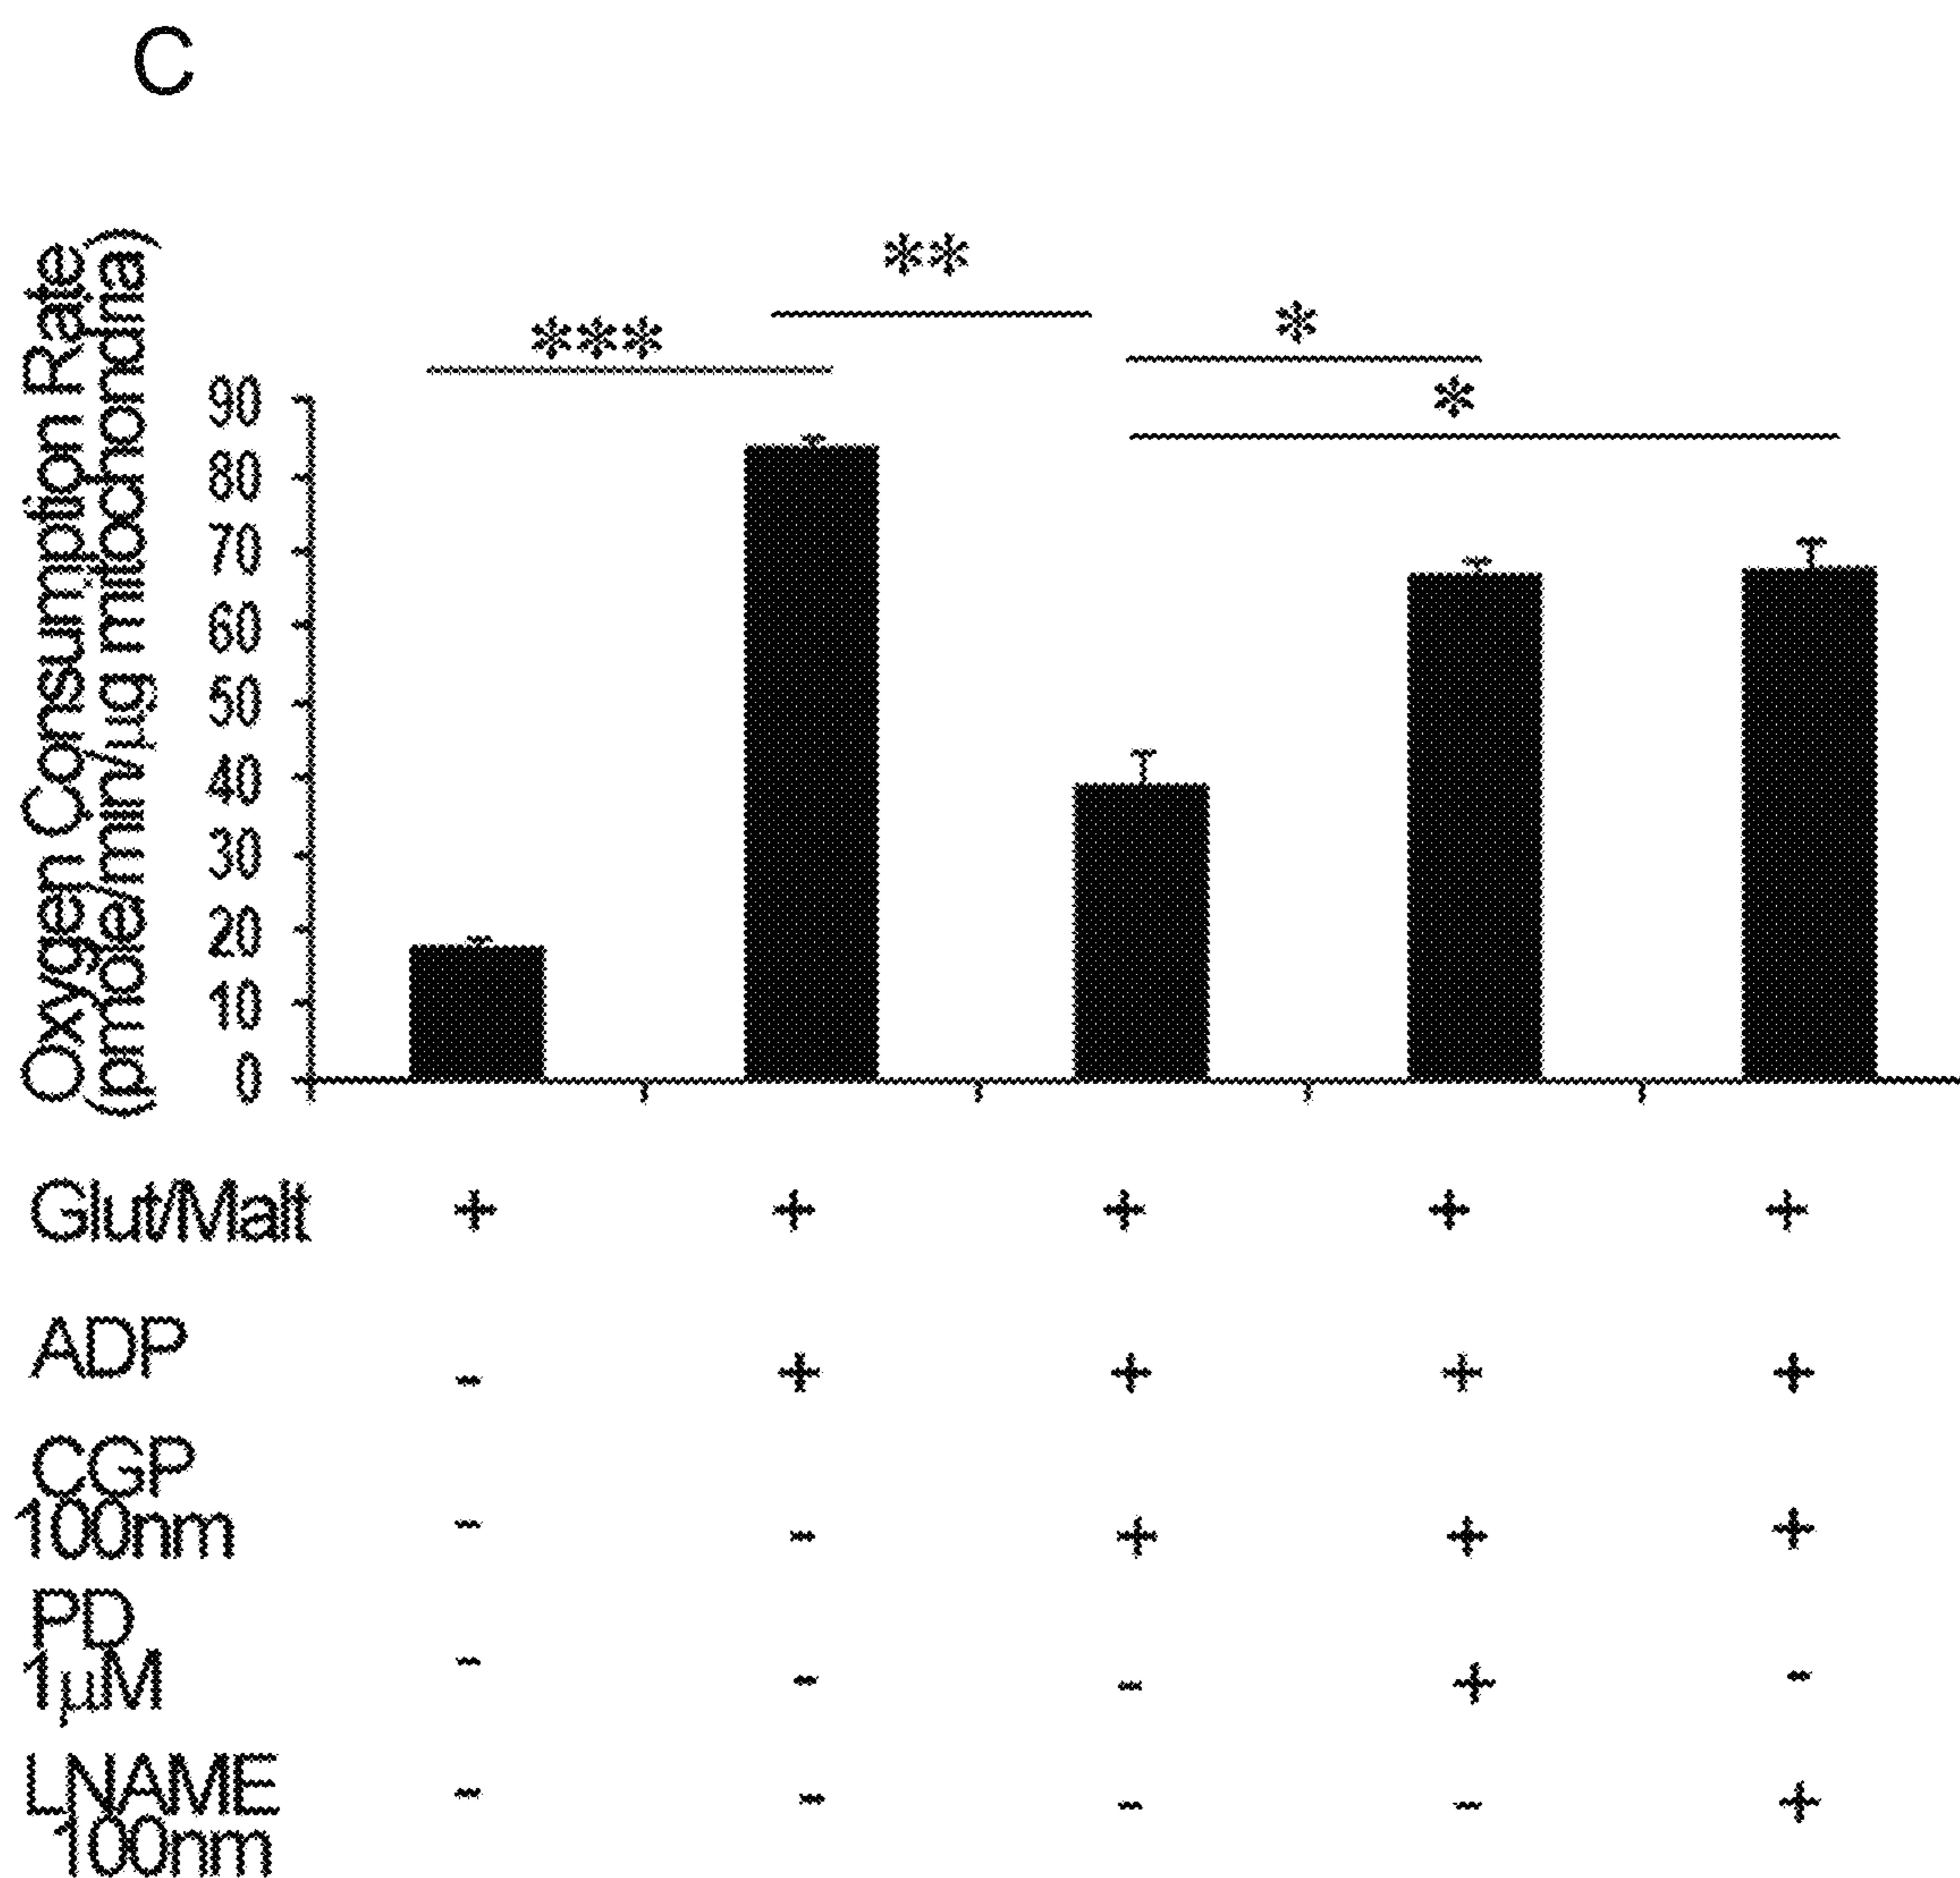 C
Oxygen Consumption Rate
(pmole/min/µg mitochondria)
***
**
*
*
90
80
70
60
50
40
30
20
10
0
Glut/Malt + + + + +
ADP - + + + +
CGP
100nm - - + + +
PD
1µM - - - + -
LNAME - - - - +
100nm